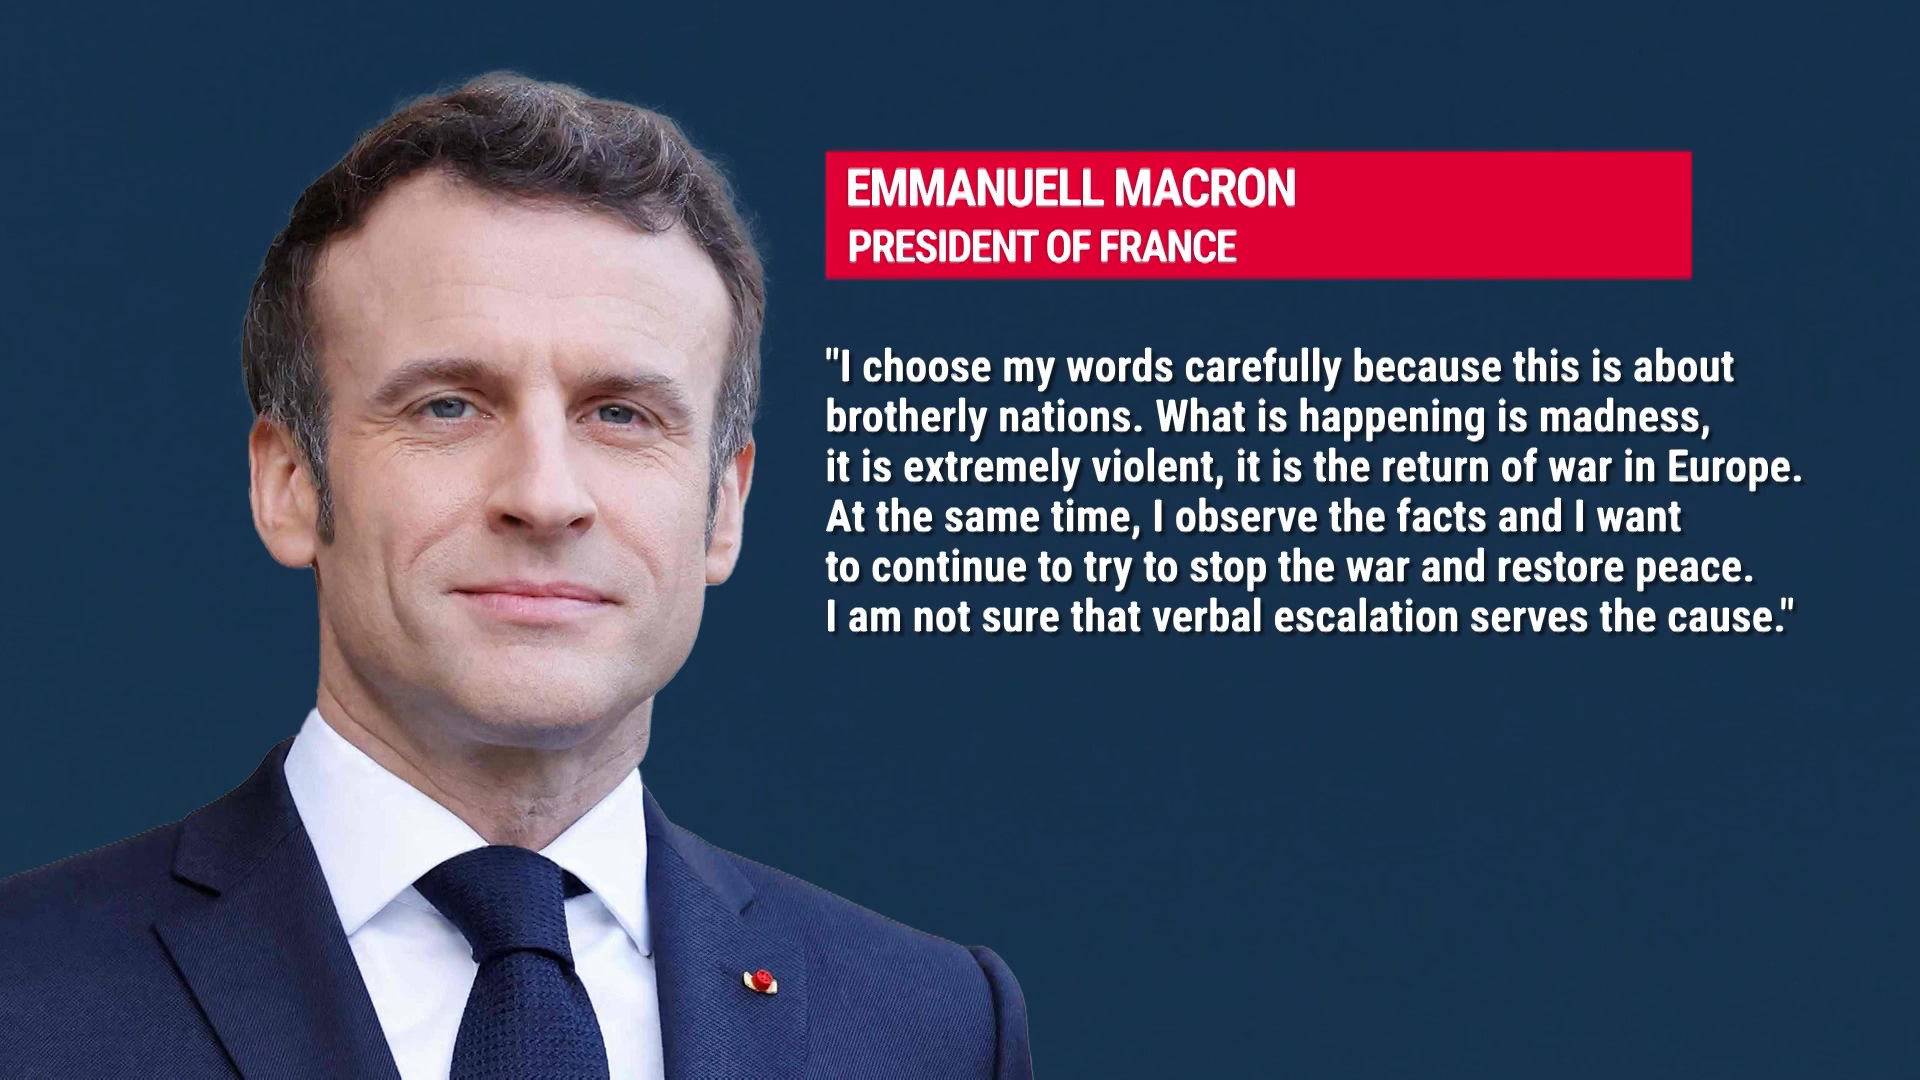 EMMANUELL MACRON
PRESIDENT OF FRANCE
"I choose my words carefully because this is about
brotherly nations. What is happening is madness,
it is extremely violent, it is the return of war in Europe.
At the same time, I observe the facts and I want
to continue to try to stop the war and restore peace.
I am not sure that verbal escalation serves the cause."